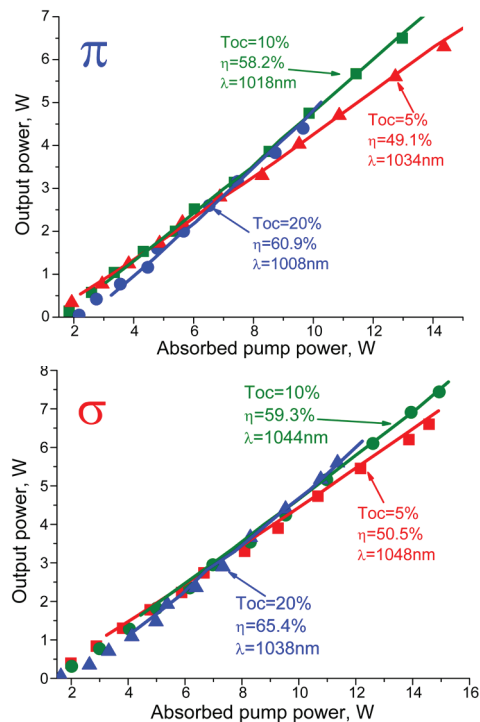 7
π
Toc=10%
η=58.2%
λ=1018nm
6
Toc=5%
η=49.1%
λ=1034nm
5
4
3
Toc=20%
η=60.9%
λ=1008nm
2
1
0
Output power, W
2 4 6 8 10 12 14
Absorbed pump power, W
8
σ
Toc=10%
η=59.3%
λ=1044nm
7
6
5
Toc=5%
η=50.5%
λ=1048nm
4
3
Toc=20%
η=65.4%
λ=1038nm
2
1
0
Output power, W
2 4 6 8 10 12 14 16
Absorbed pump power, W